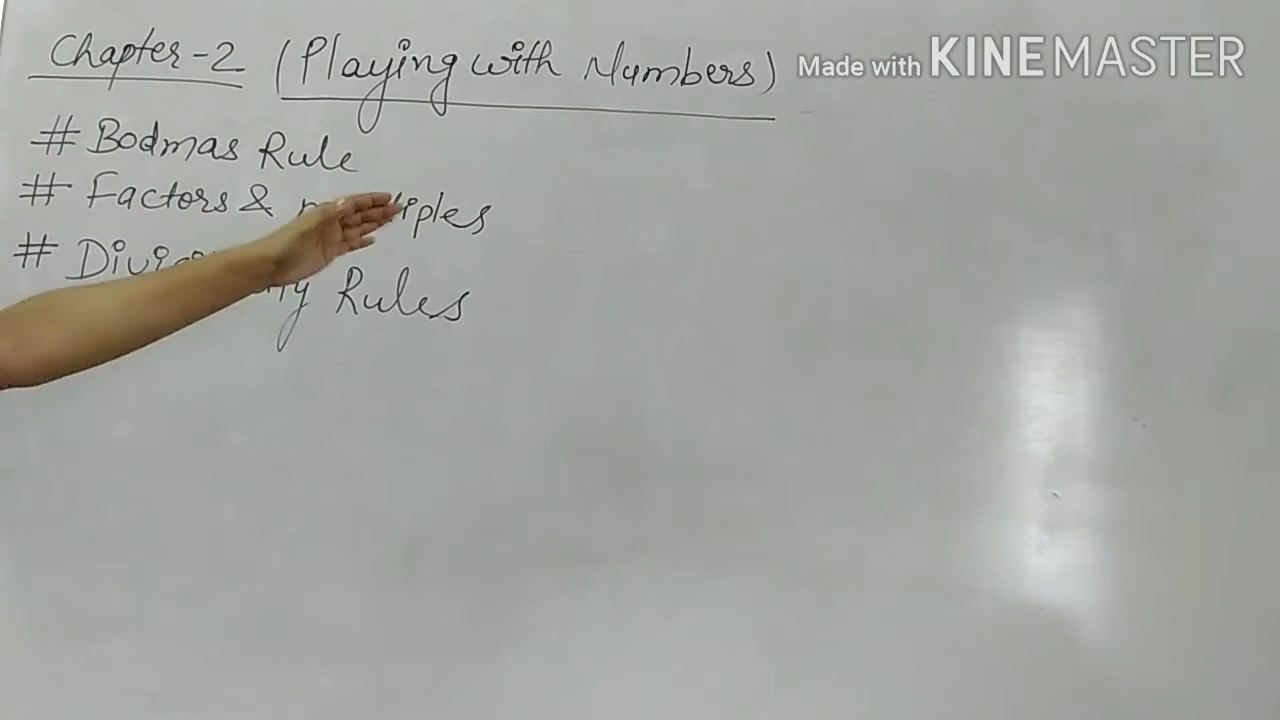 Chapter-2 (Playing with Numbers)
Made with KINEMASTER
# Bodmas Rule
# Factors &
# Rules